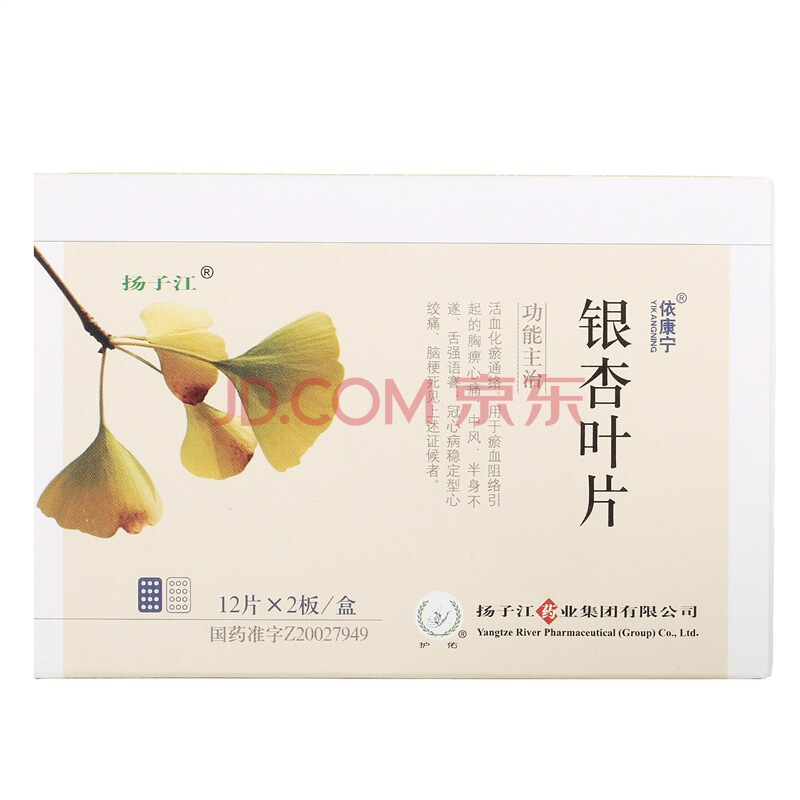 扬子江®
依康宁®
YIKANGNING
银杏叶片
功能主治
活血化瘀通络。用于瘀血阻络引
起的胸痹心痛、中风、半身不
遂、舌强语謇；冠心病稳定型心
绞痛、脑梗死见上述证候者。
JD.COM 京东
12片×2板/盒
国药准字Z20027949
护佑®
扬子江药业集团有限公司
Yangtze River Pharmaceutical (Group) Co., Ltd.